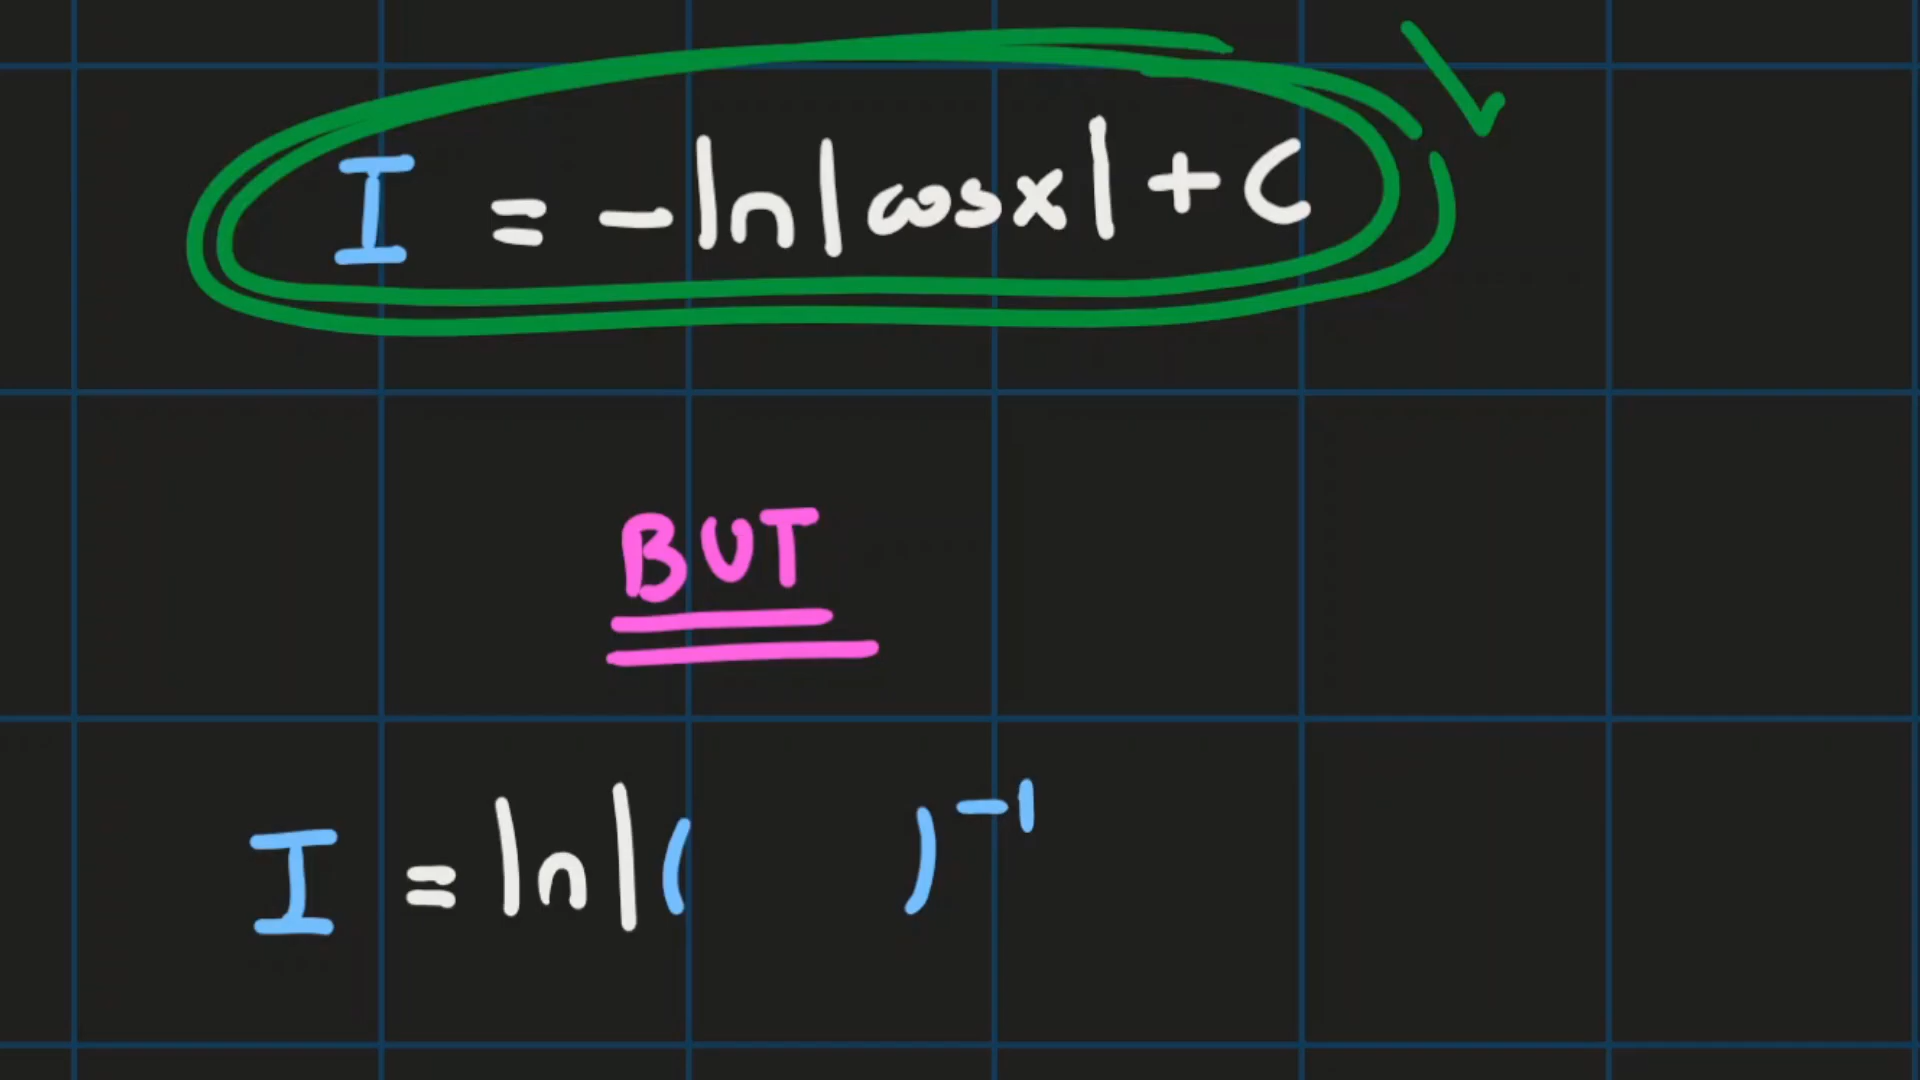 I = -ln|cosx| + C
BUT
I = ln|( )^-1